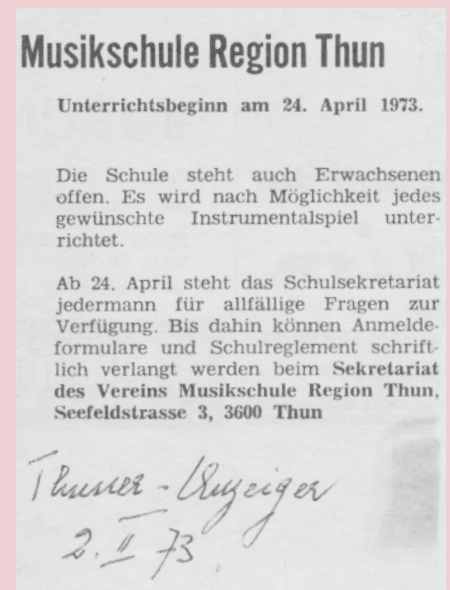 Musikschule Region Thun
Unterrichtsbeginn am 24. April 1973.
Die Schule steht auch Erwachsenen
offen. Es wird nach Möglichkeit jedes
gewünschte Instrumentalspiel unter-
richtet.
Ab 24. April steht das Schulsekretariat
jedermann für allfällige Fragen zur
Verfügung. Bis dahin können Anmelde-
formulare und Schulreglement schrift-
lich verlangt werden beim Sekretariat
des Vereins Musikschule Region Thun,
Seefeldstrasse 3, 3600 Thun
Thuner-Anzeiger
2. II 73.